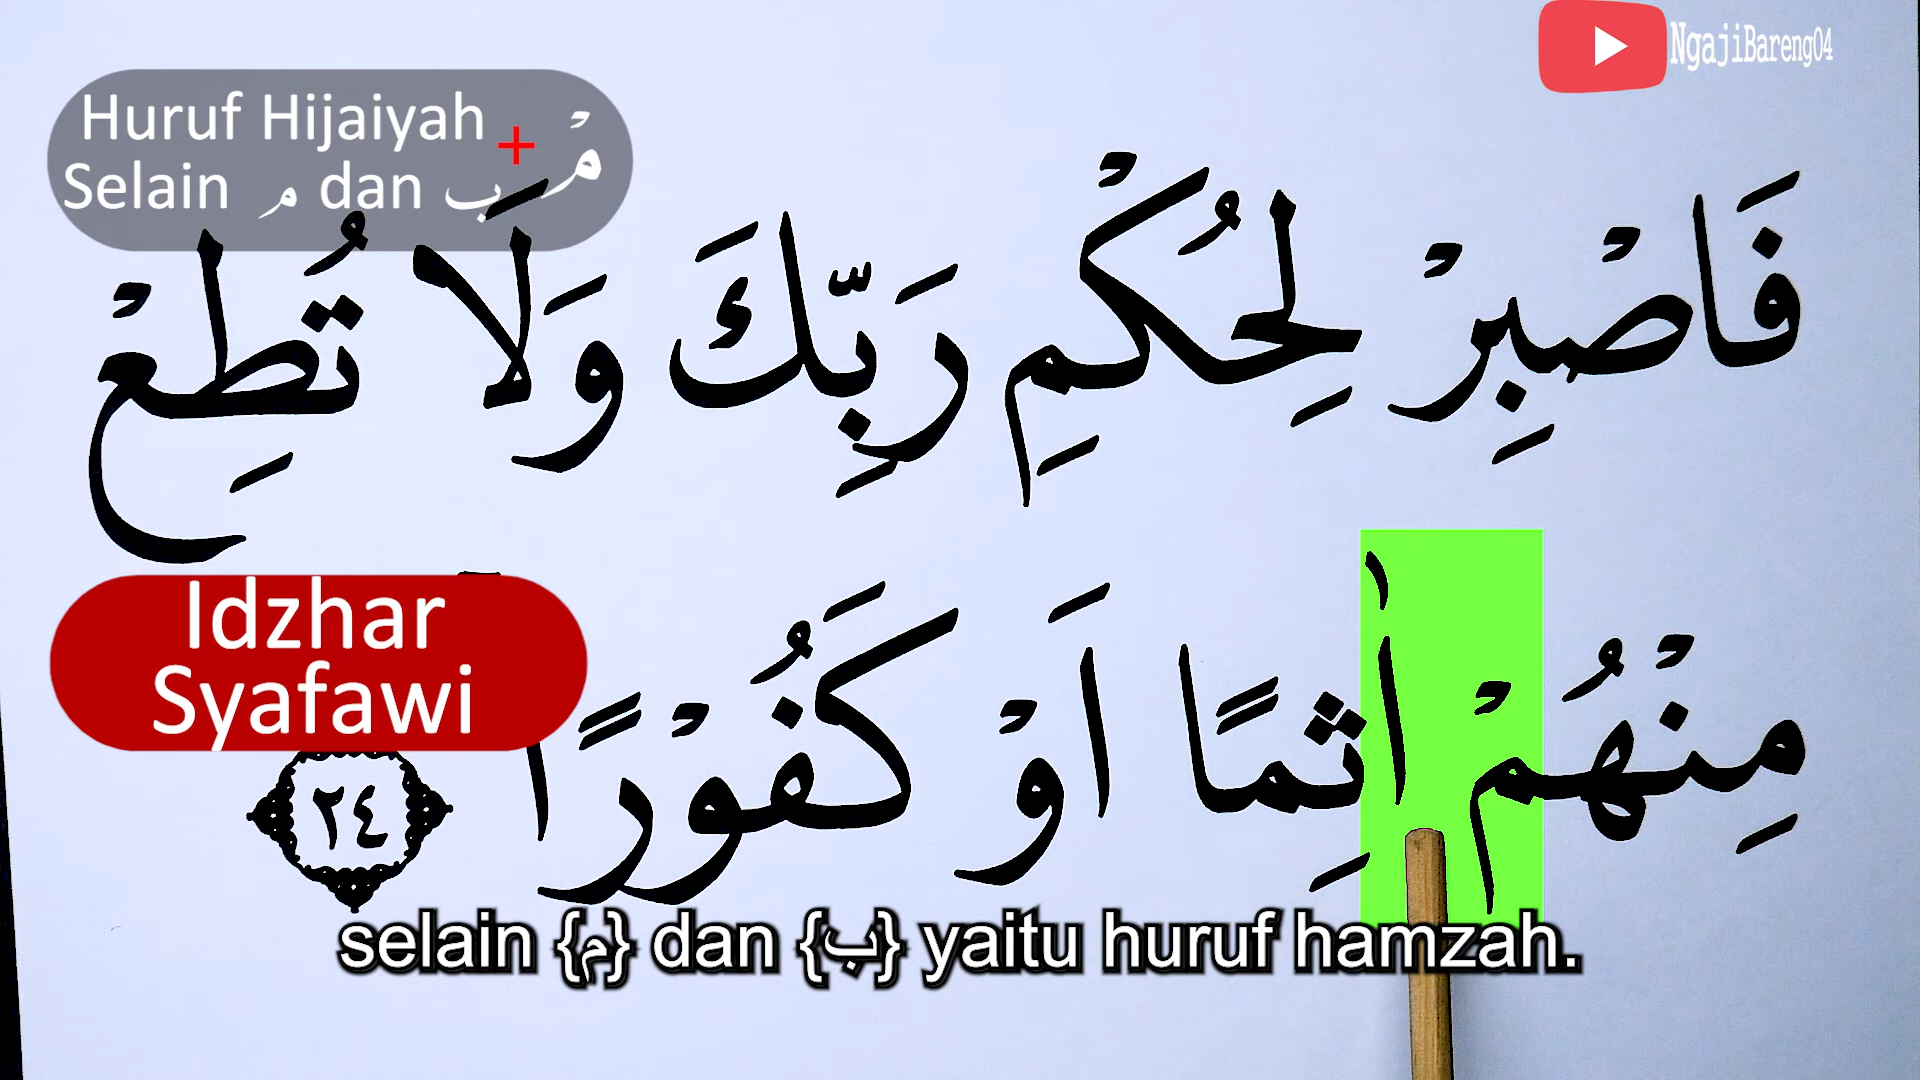 NgajiBareng04
Huruf Hijaiyah + مْ
Selain م dan ب
فَاصْبِرْ لِحُكْمِ رَبِّكَ وَلَا تُطِعْ
Idzhar
Syafawi
مِنْهُمْ اٰثِمًا اَوْ كَفُوْرًا ٢٤
selain {م} dan {ب} yaitu huruf hamzah.